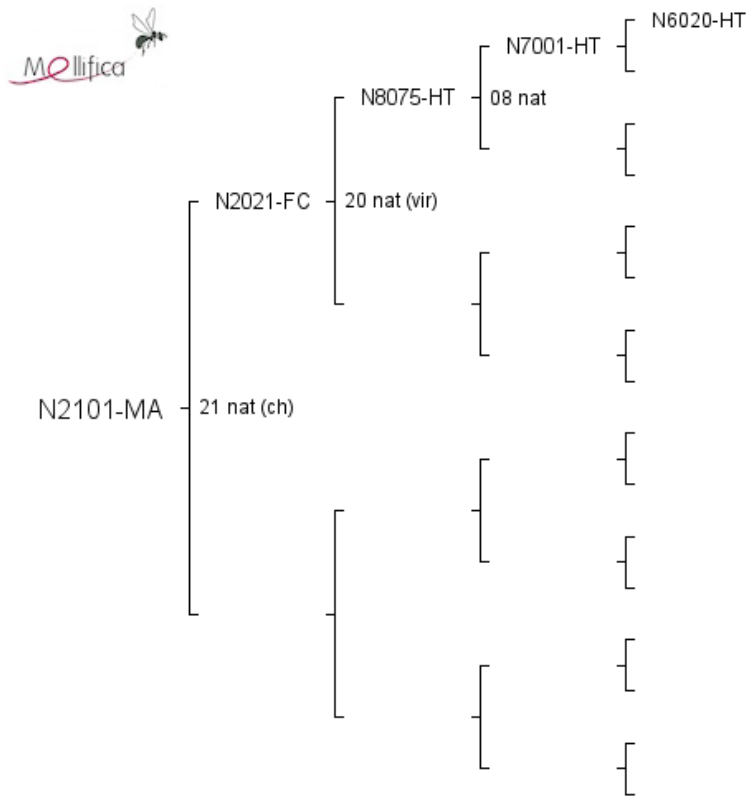 Mellifica
N6020-HT
N7001-HT
N8075-HT
08 nat
N2021-FC
20 nat (vir)
N2101-MA
21 nat (ch)